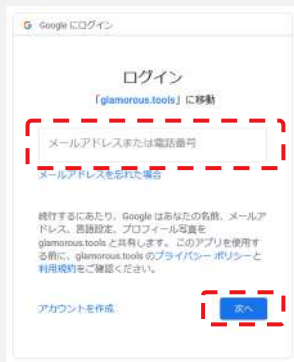 G Google にログイン
ログイン
「glamorous.tools」に移動
メールアドレスまたは電話番号
メールアドレスを忘れた場合
続行するにあたり、Google はあなたの名前、メールア
ドレス、言語設定、プロフィール写真を
glamorous.tools と共有します。このアプリを使用す
る前に、glamorous.tools のプライバシー ポリシーと
利用規約をご確認ください。
アカウントを作成
次へ